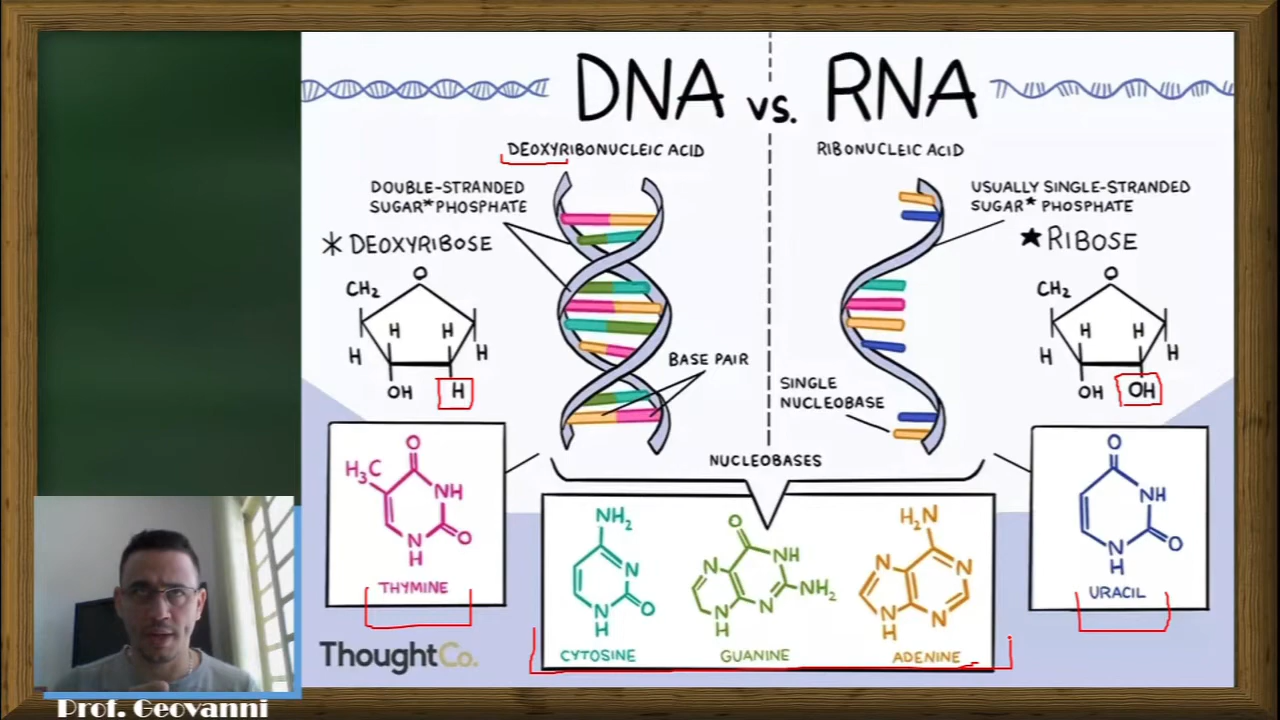 DNA vs. RNA
DEOXYRIBONUCLEIC ACID
RIBONUCLEIC ACID
DOUBLE-STRANDED
SUGAR* PHOSPHATE
* DEOXYRIBOSE
O
CH2
H H
H H
OH H
BASE PAIR
USUALLY SINGLE-STRANDED
SUGAR* PHOSPHATE
★ RIBOSE
O
CH2
H H
H H
OH OH
SINGLE
NUCLEOBASE
NUCLEOBASES
O
H3C
NH
O
N
H
THYMINE
NH2
N
N
O
H
CYTOSINE
O
N
NH
N
N
NH2
H
GUANINE
H2N
N
N
N
N
H
ADENINE
O
NH
O
N
H
URACIL
ThoughtCo.
Prof. Geovanni